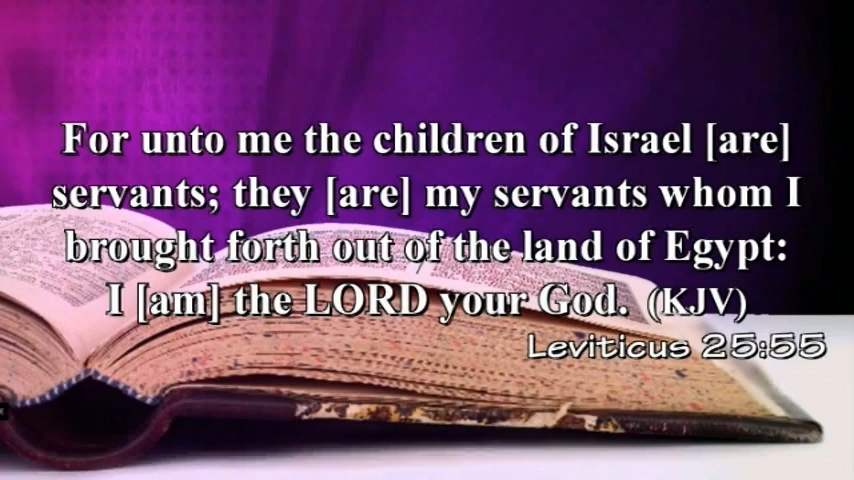 For unto me the children of Israel [are]
servants; they [are] my servants whom I
brought forth out of the land of Egypt:
I [am] the LORD your God. (KJV)
Leviticus 25:55